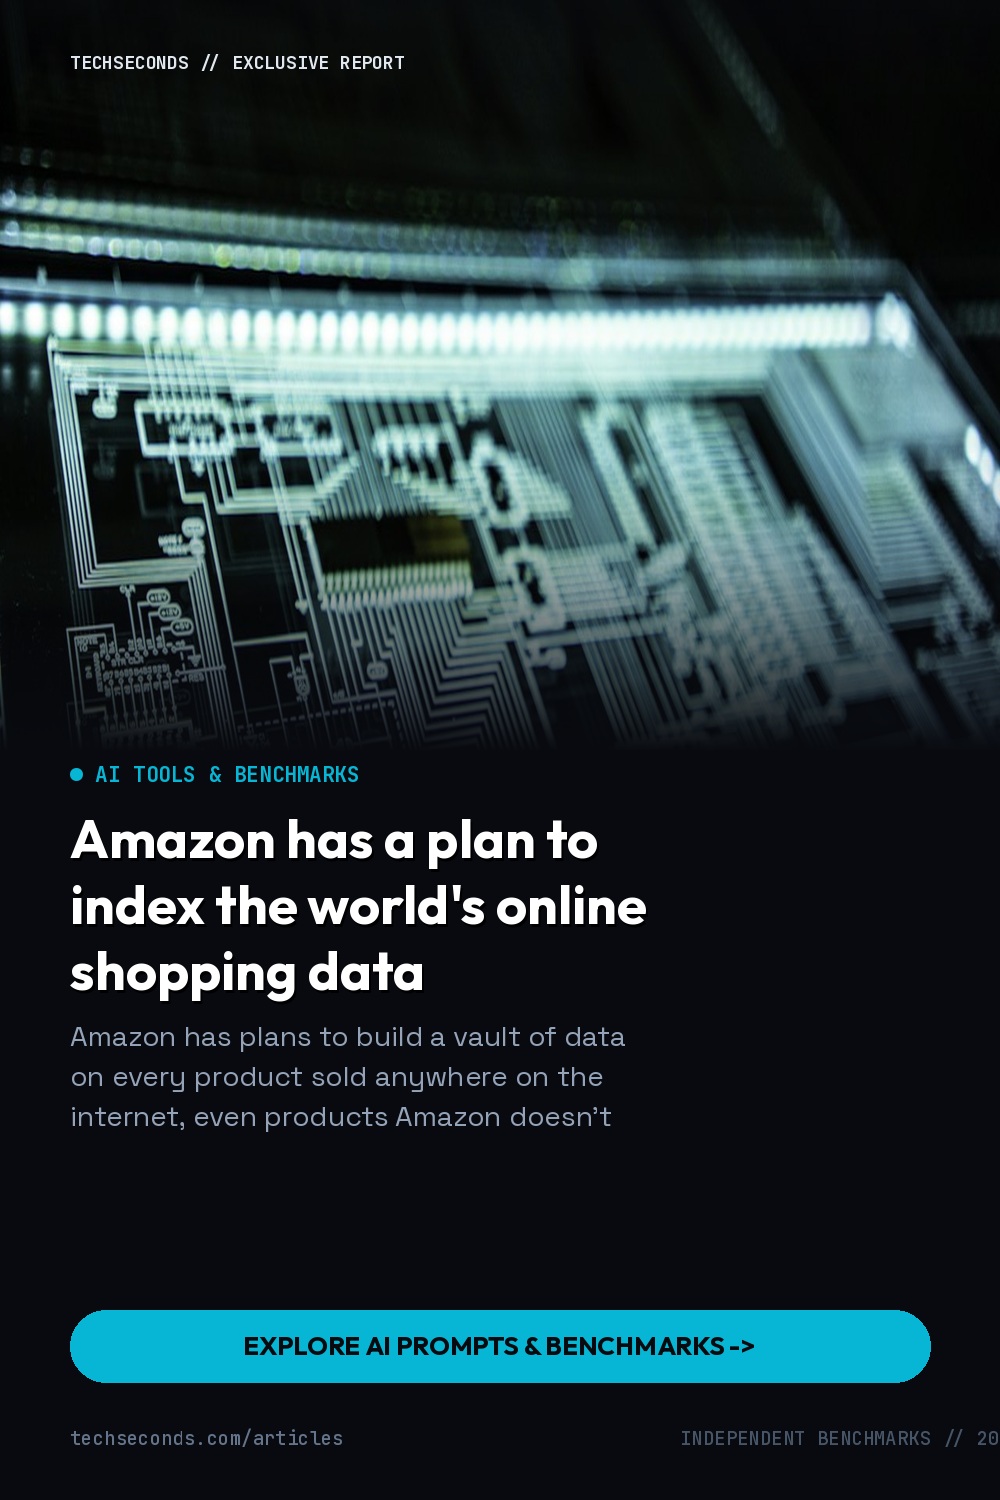 TECHSECONDS // EXCLUSIVE REPORT
AI TOOLS & BENCHMARKS
Amazon has a plan to
index the world's online
shopping data
Amazon has plans to build a vault of data
on every product sold anywhere on the
internet, even products Amazon doesn’t
EXPLORE AI PROMPTS & BENCHMARKS ->
techseconds.com/articles
INDEPENDENT BENCHMARKS // 20